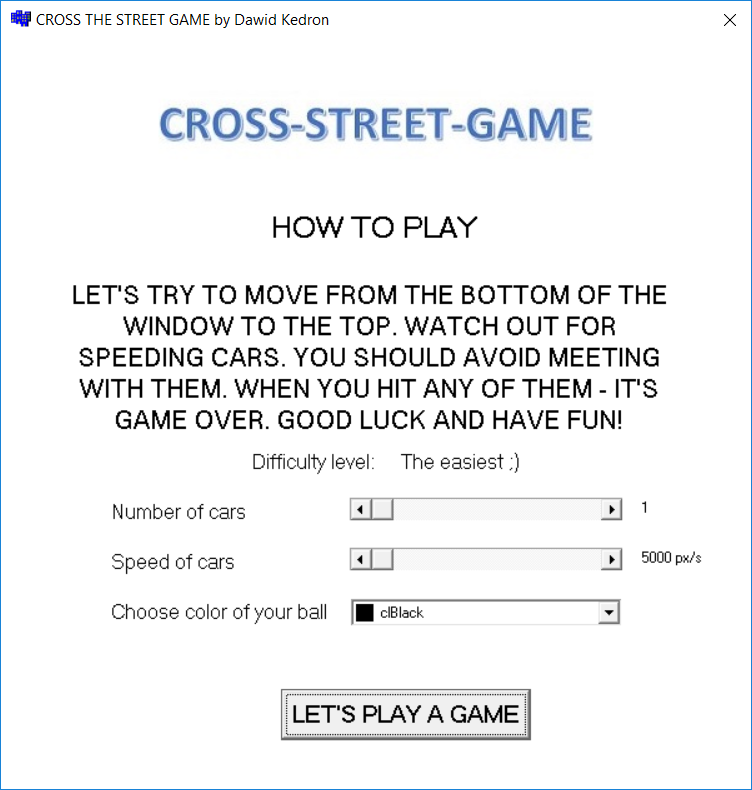 CROSS THE STREET GAME by Dawid Kedron
CROSS-STREET-GAME
HOW TO PLAY
LET'S TRY TO MOVE FROM THE BOTTOM OF THE
WINDOW TO THE TOP. WATCH OUT FOR
SPEEDING CARS. YOU SHOULD AVOID MEETING
WITH THEM. WHEN YOU HIT ANY OF THEM - IT'S
GAME OVER. GOOD LUCK AND HAVE FUN!
Difficulty level: The easiest ;)
Number of cars 1
Speed of cars 5000 px/s
Choose color of your ball clBlack
LET'S PLAY A GAME